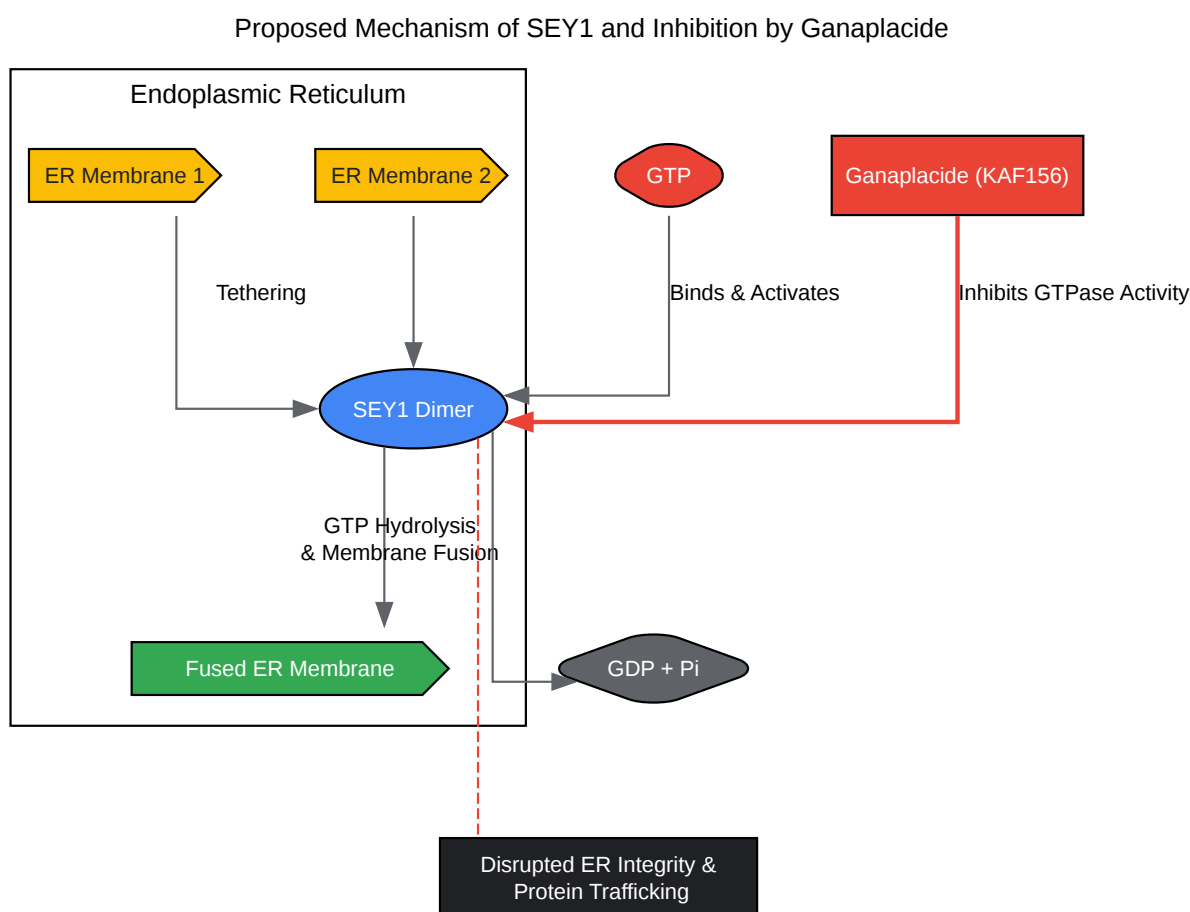 Proposed Mechanism of SEY1 and Inhibition by Ganaplacide
Endoplasmic Reticulum
ER Membrane 1
ER Membrane 2
GTP
Ganaplacide (KAF156)
Tethering
Binds & Activates
Inhibits GTPase Activity
SEY1 Dimer
GTP Hydrolysis
& Membrane Fusion
Fused ER Membrane
GDP + Pi
Disrupted ER Integrity &
Protein Trafficking